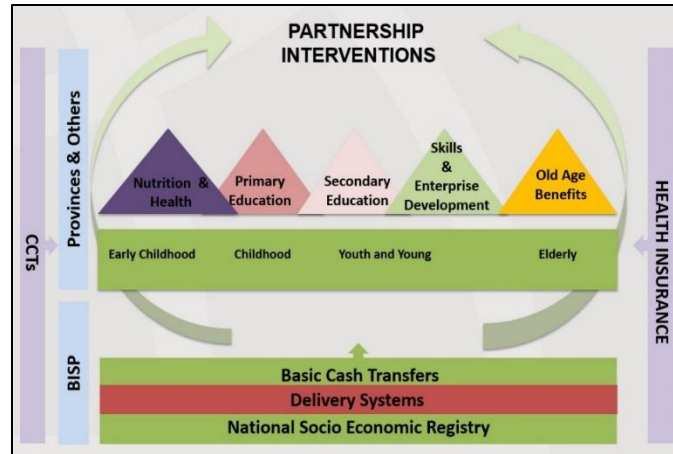 PARTNERSHIP
INTERVENTIONS
CCTs
Provinces & Others
BISP
Nutrition & 
Health
Primary
Education
Secondary
Education
Skills
&
Enterprise
Development
Old Age
Benefits
Early Childhood
Childhood
Youth and Young
Elderly
Basic Cash Transfers
Delivery Systems
National Socio Economic Registry
HEALTH INSURANCE